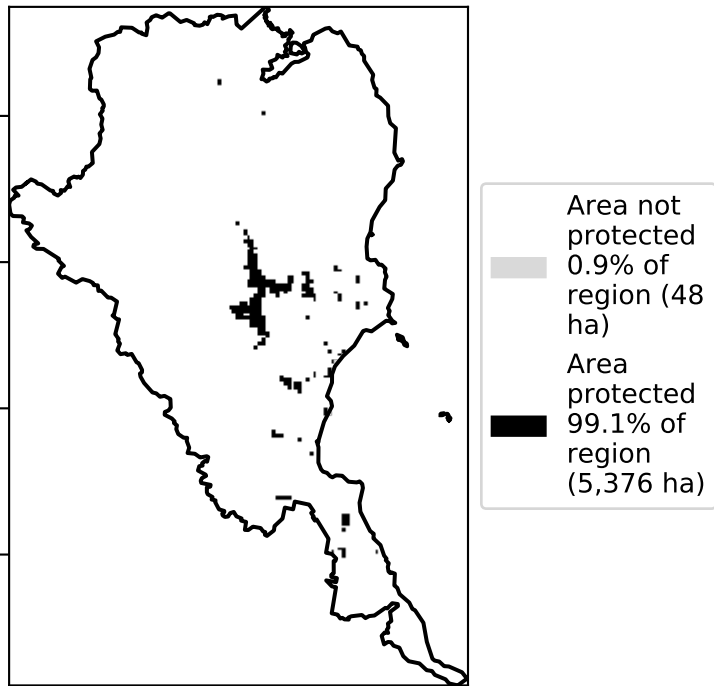 Area not
protected
0.9% of
region (48
ha)
Area
protected
99.1% of
region
(5,376 ha)